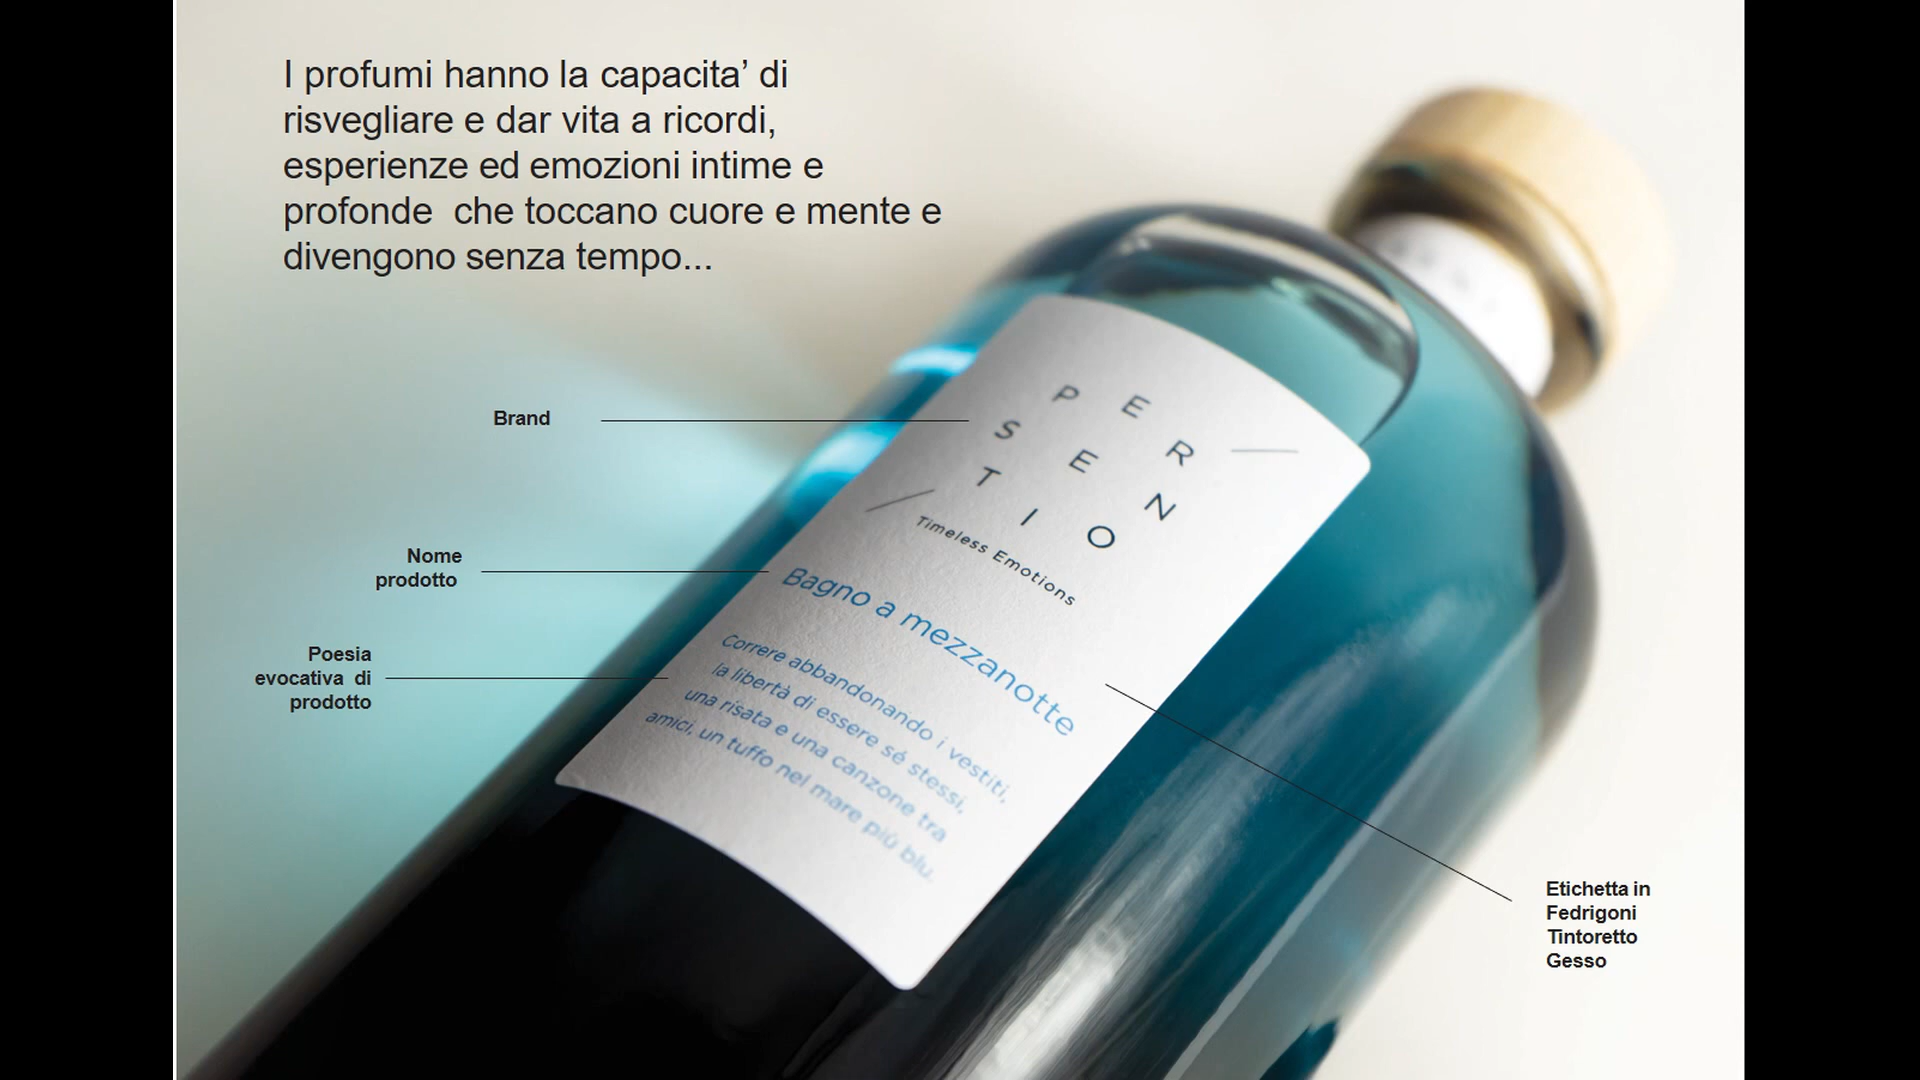 I profumi hanno la capacita’ di
risvegliare e dar vita a ricordi,
esperienze ed emozioni intime e
profonde  che toccano cuore e mente e
divengono senza tempo...
Brand
Nome
prodotto
Poesia
evocativa  di
prodotto
P E R
S E N
T I O
Timeless Emotions
Bagno a mezzanotte
Correre abbandonando i vestiti,
la libertà di essere sé stessi,
una risata e una canzone tra
amici, un tuffo nel mare più blu.
Etichetta in
Fedrigoni
Tintoretto
Gesso